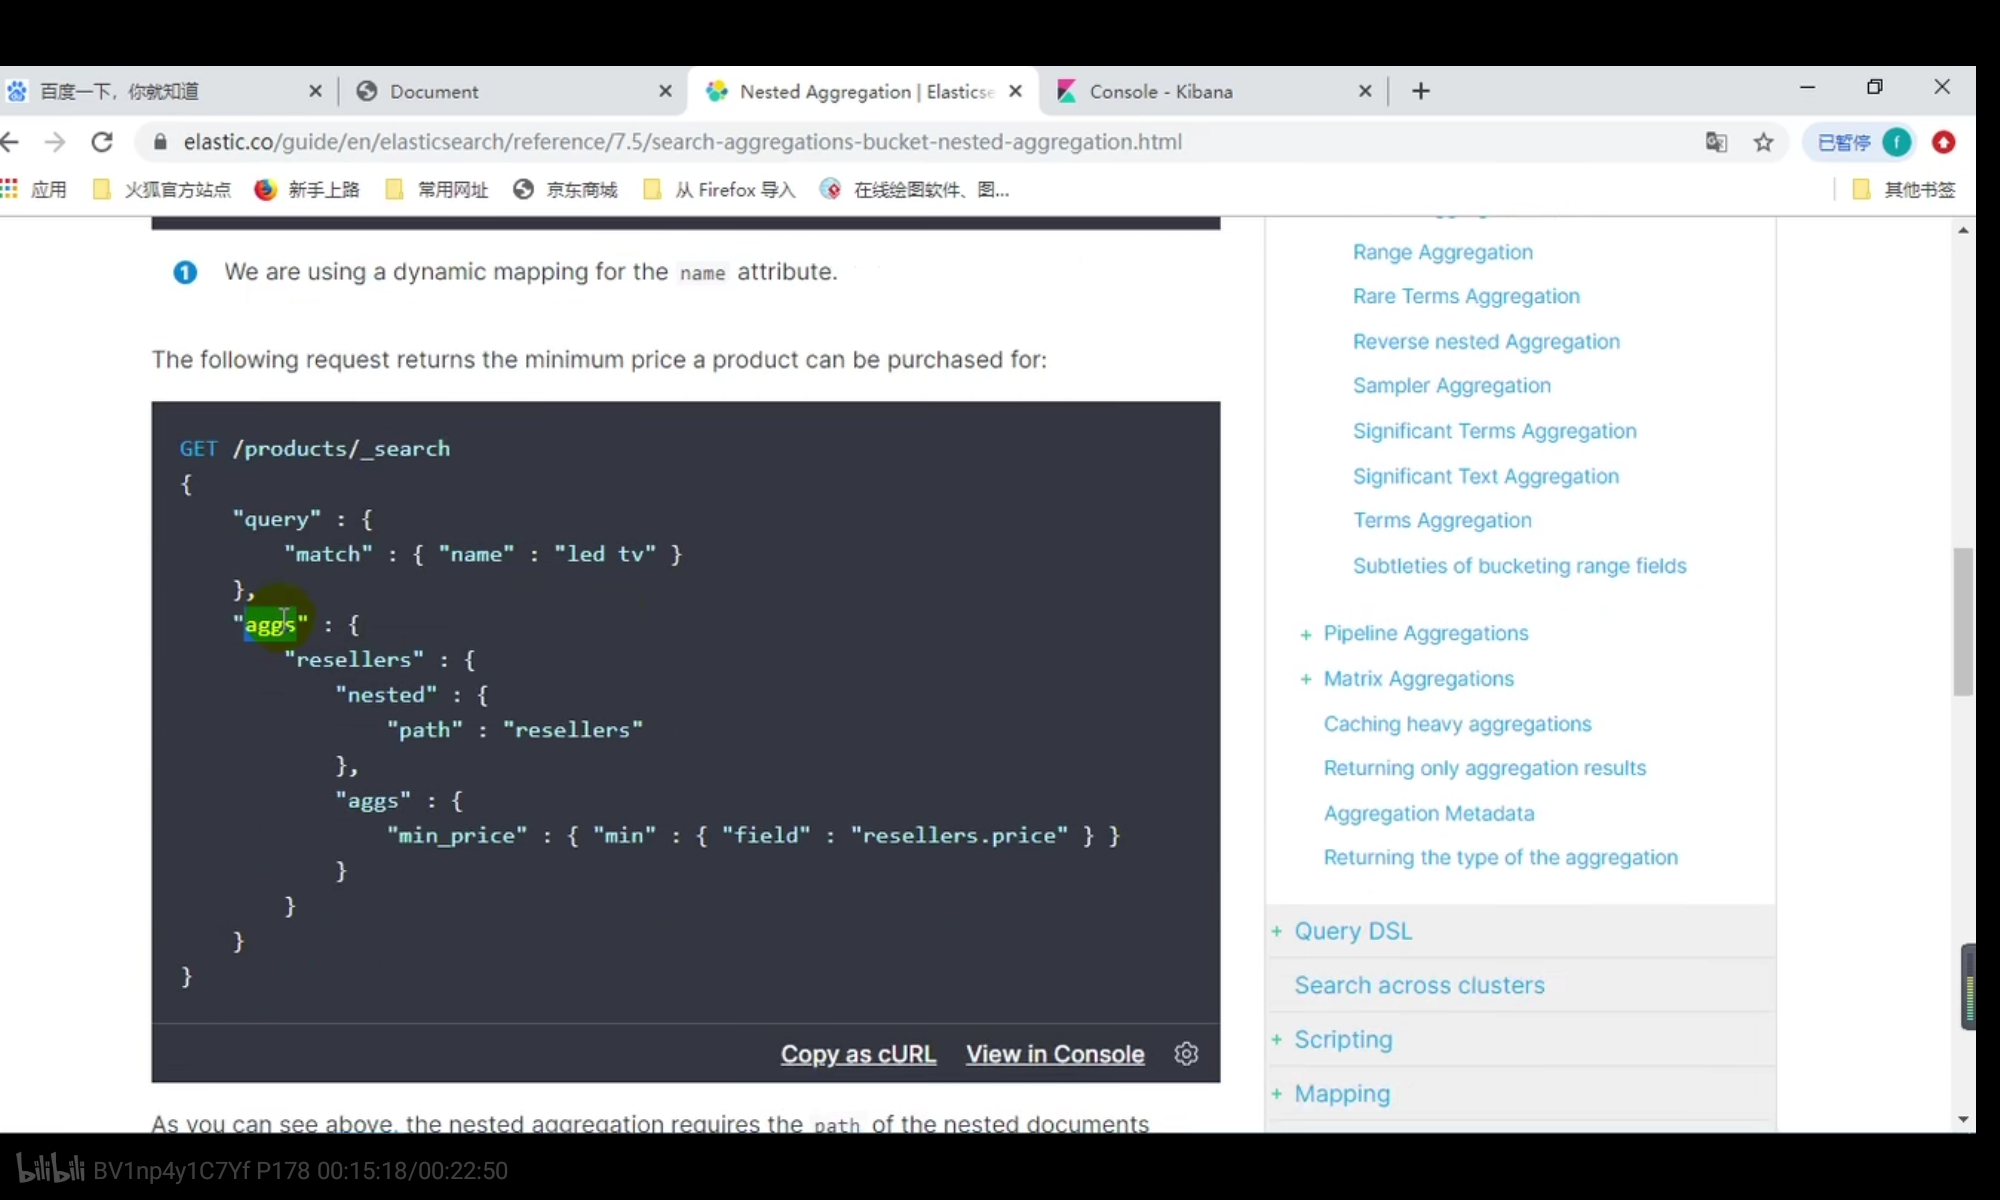 百度一下，你就知道
Document
Nested Aggregation | Elasticse
Console - Kibana
elastic.co/guide/en/elasticsearch/reference/7.5/search-aggregations-bucket-nested-aggregation.html
已暂停
f
应用
火狐官方站点
新手上路
常用网址
京东商城
从 Firefox 导入
在线绘图软件、图...
其他书签
1 We are using a dynamic mapping for the name attribute.
The following request returns the minimum price a product can be purchased for:
GET /products/_search
{
"query" : {
"match" : { "name" : "led tv" }
},
"aggs" : {
"resellers" : {
"nested" : {
"path" : "resellers"
},
"aggs" : {
"min_price" : { "min" : { "field" : "resellers.price" } }
}
}
}
}
Copy as cURL View in Console
As you can see above, the nested aggregation requires the path of the nested documents
Range Aggregation
Rare Terms Aggregation
Reverse nested Aggregation
Sampler Aggregation
Significant Terms Aggregation
Significant Text Aggregation
Terms Aggregation
Subtleties of bucketing range fields
+ Pipeline Aggregations
+ Matrix Aggregations
Caching heavy aggregations
Returning only aggregation results
Aggregation Metadata
Returning the type of the aggregation
+ Query DSL
Search across clusters
+ Scripting
+ Mapping
bilibili BV1np4y1C7Yf P178 00:15:18/00:22:50